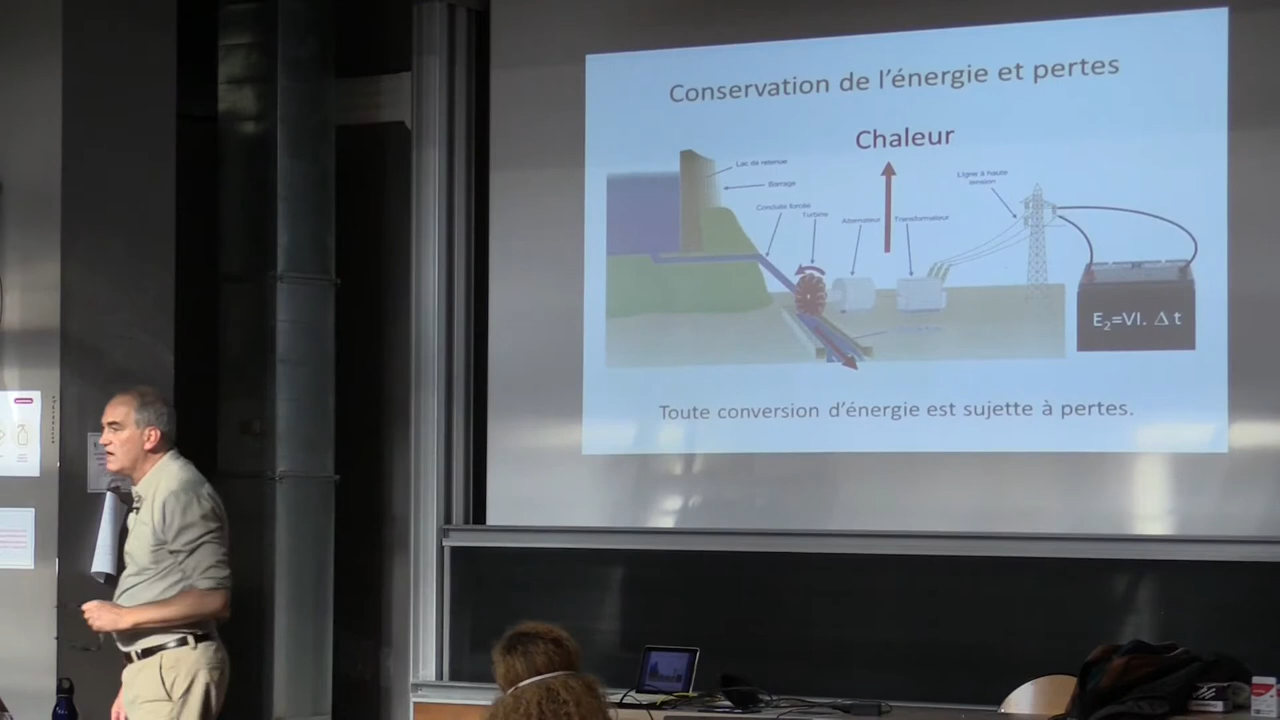 Conservation de l'énergie et pertes
Chaleur
Lac de retenue
Barrage
Conduite forcée
Turbine
Alternateur
Transformateur
Ligne à haute
tension
E₂=VI. Δt
Toute conversion d'énergie est sujette à pertes.